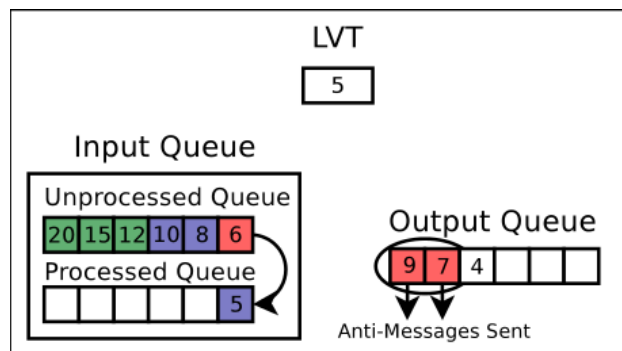 LVT
5
Input Queue
Unprocessed Queue
20 15 12 10 8 6
Processed Queue
5
Output Queue
9 7 4
Anti-Messages Sent